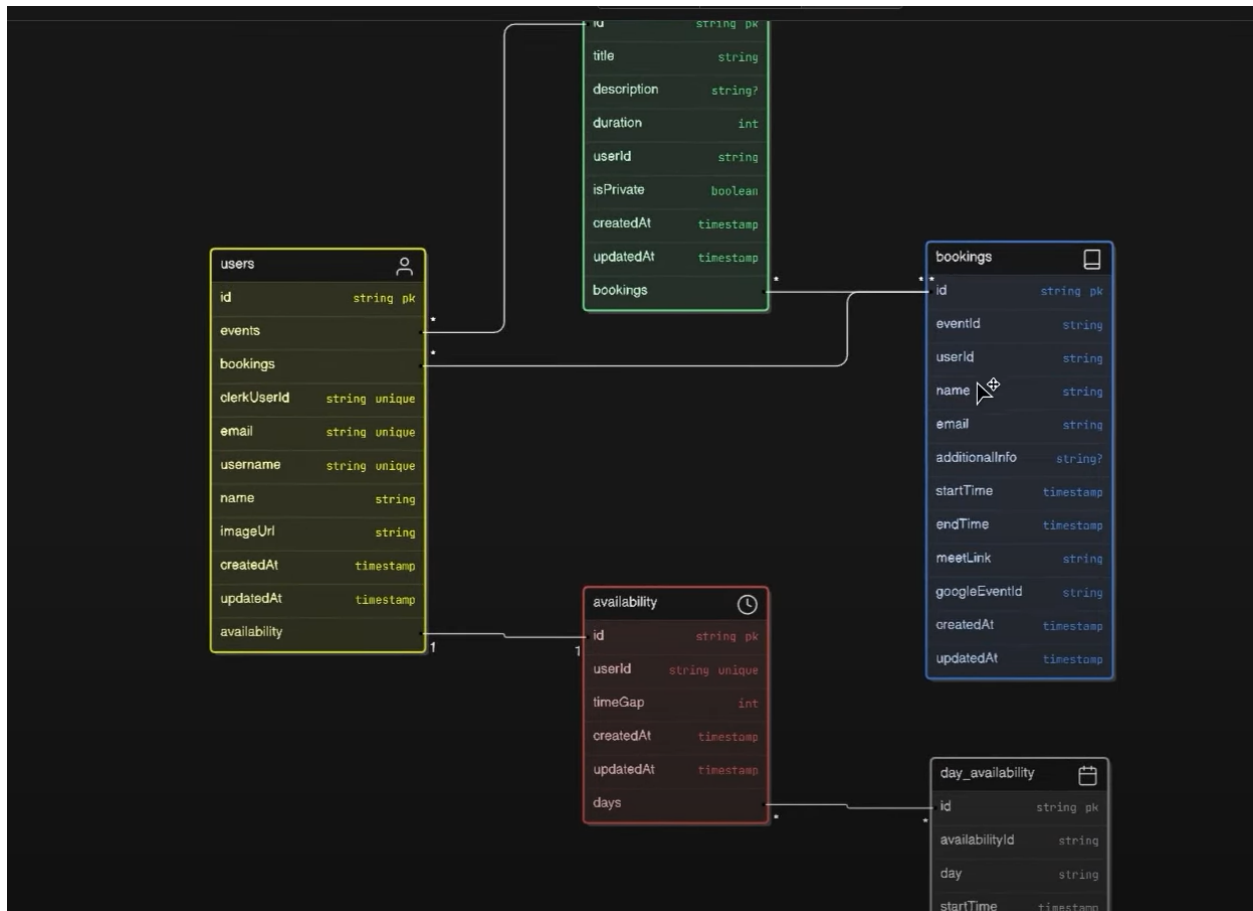 id string pk
title string
description string?
duration int
userId string
isPrivate boolean
createdAt timestamp
updatedAt timestamp
bookings
*
users
id string pk
events
*
bookings
*
clerkUserId string unique
email string unique
username string unique
name string
imageUrl string
createdAt timestamp
updatedAt timestamp
availability
1
bookings
* *
id string pk
eventId string
userId string
name string
email string
additionalInfo string?
startTime timestamp
endTime timestamp
meetLink string
googleEventId string
createdAt timestamp
updatedAt timestamp
availability
1
id string pk
userId string unique
timeGap int
createdAt timestamp
updatedAt timestamp
days
*
day_availability
*
id string pk
availabilityId string
day string
startTime timestamp